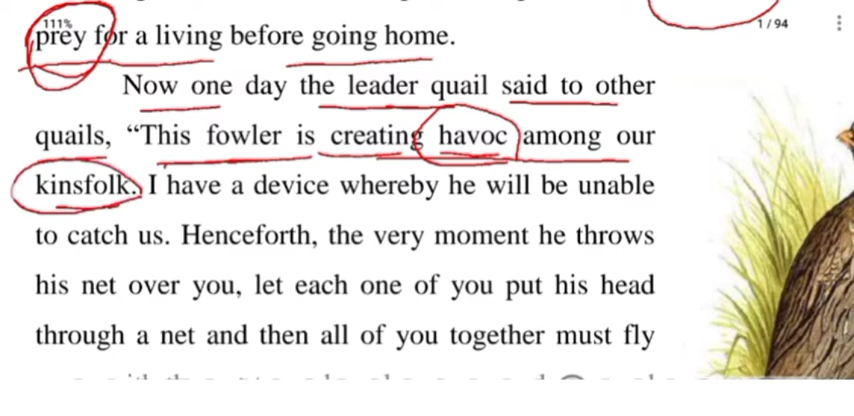 111%
1 / 94
prey for a living before going home.
Now one day the leader quail said to other
quails, “This fowler is creating havoc among our
kinsfolk. I have a device whereby he will be unable
to catch us. Henceforth, the very moment he throws
his net over you, let each one of you put his head
through a net and then all of you together must fly